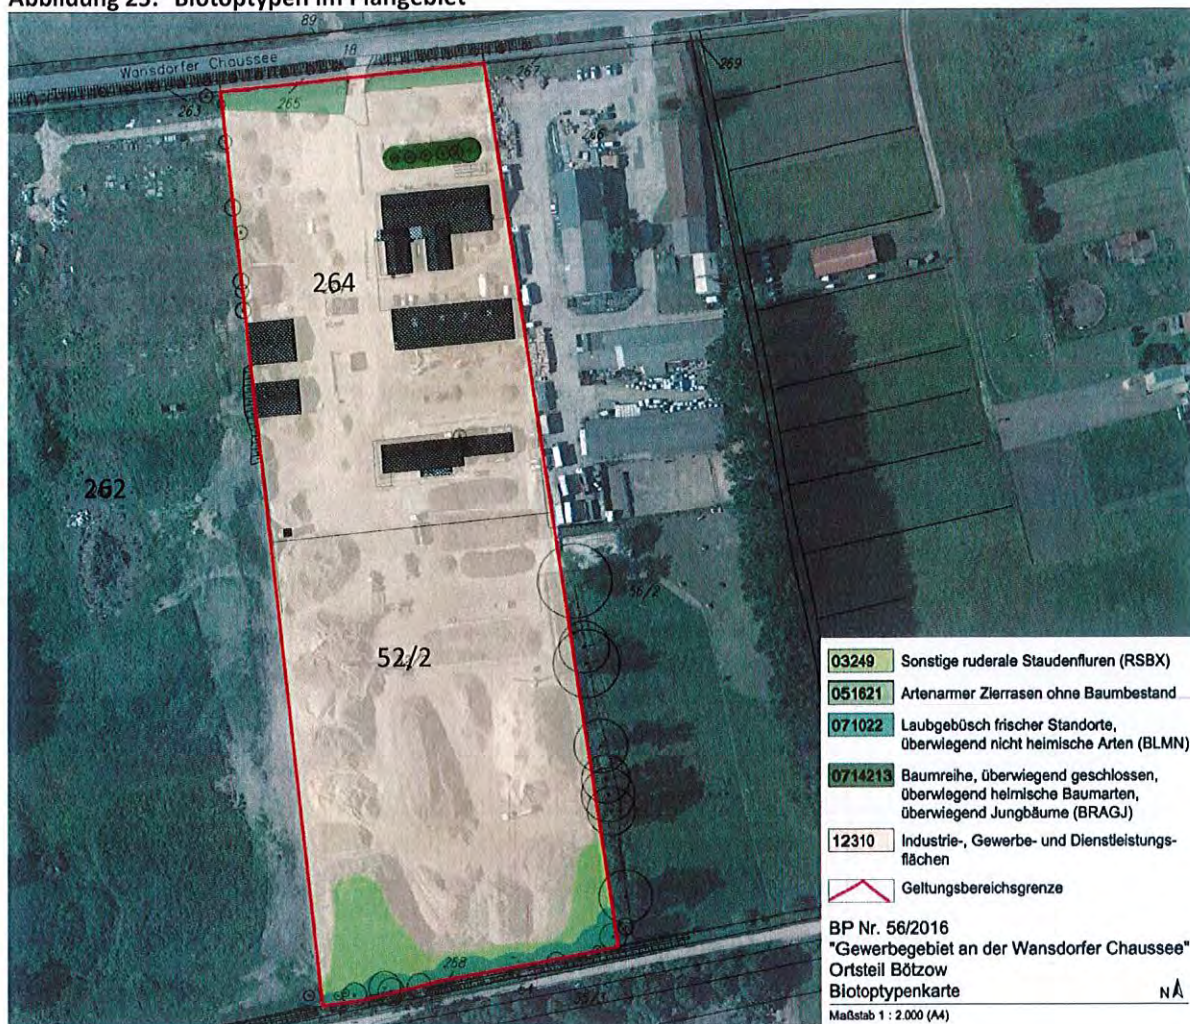 Abbildung 25: Biotoptypen im Plangebiet
89
18
Wansdorfer Chaussee
263
265
267
269
266
264
262
56/2
52/2
268
03249 Sonstige ruderale Staudenfluren (RSBX)
051621 Artenarmer Zierrasen ohne Baumbestand
071022 Laubgebüsch frischer Standorte,
überwiegend nicht heimische Arten (BLMN)
0714213 Baumreihe, überwiegend geschlossen,
überwiegend heimische Baumarten,
überwiegend Jungbäume (BRAGJ)
12310 Industrie-, Gewerbe- und Dienstleistungs-
flächen
Geltungsbereichsgrenze
BP Nr. 56/2016
"Gewerbegebiet an der Wansdorfer Chaussee"
Ortsteil Bötzow
Biotoptypenkarte N
Maßstab 1 : 2.000 (A4)